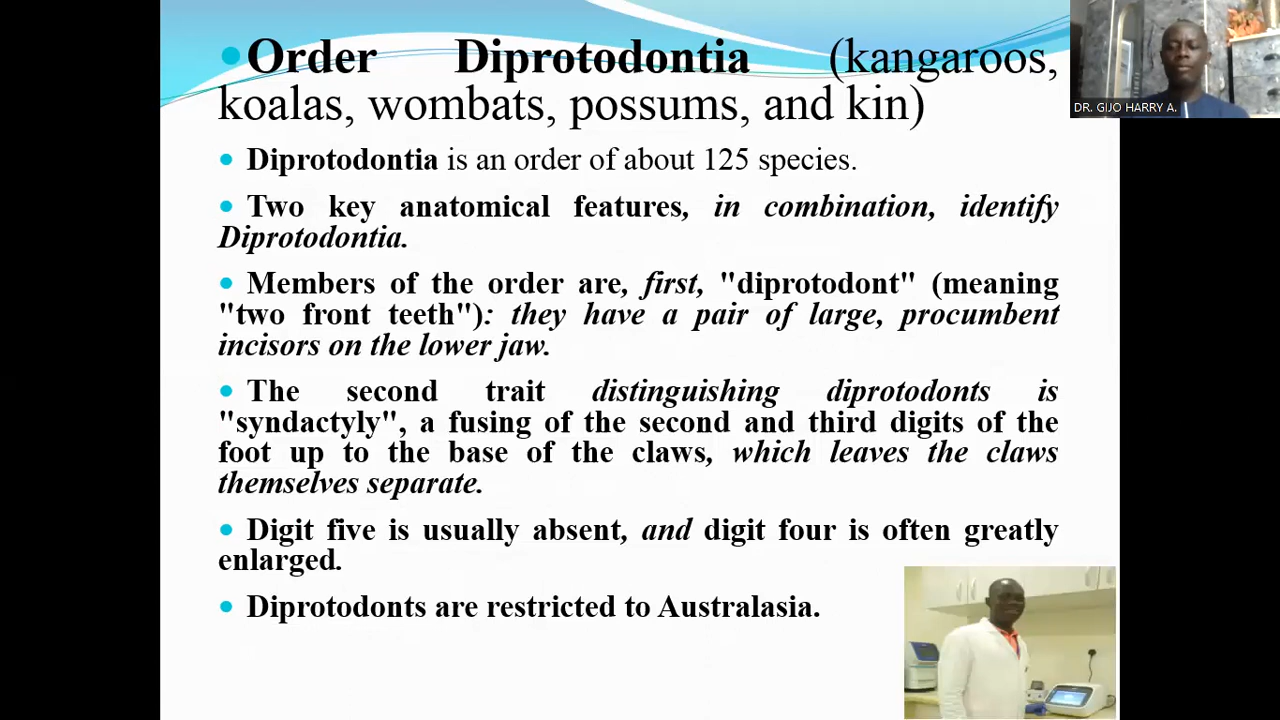 Order Diprotodontia (kangaroos,
koalas, wombats, possums, and kin)
DR. GIJO HARRY A.
Diprotodontia is an order of about 125 species.
Two key anatomical features, in combination, identify
Diprotodontia.
Members of the order are, first, "diprotodont" (meaning
"two front teeth"): they have a pair of large, procumbent
incisors on the lower jaw.
The second trait distinguishing diprotodonts is
"syndactyly", a fusing of the second and third digits of the
foot up to the base of the claws, which leaves the claws
themselves separate.
Digit five is usually absent, and digit four is often greatly
enlarged.
Diprotodonts are restricted to Australasia.